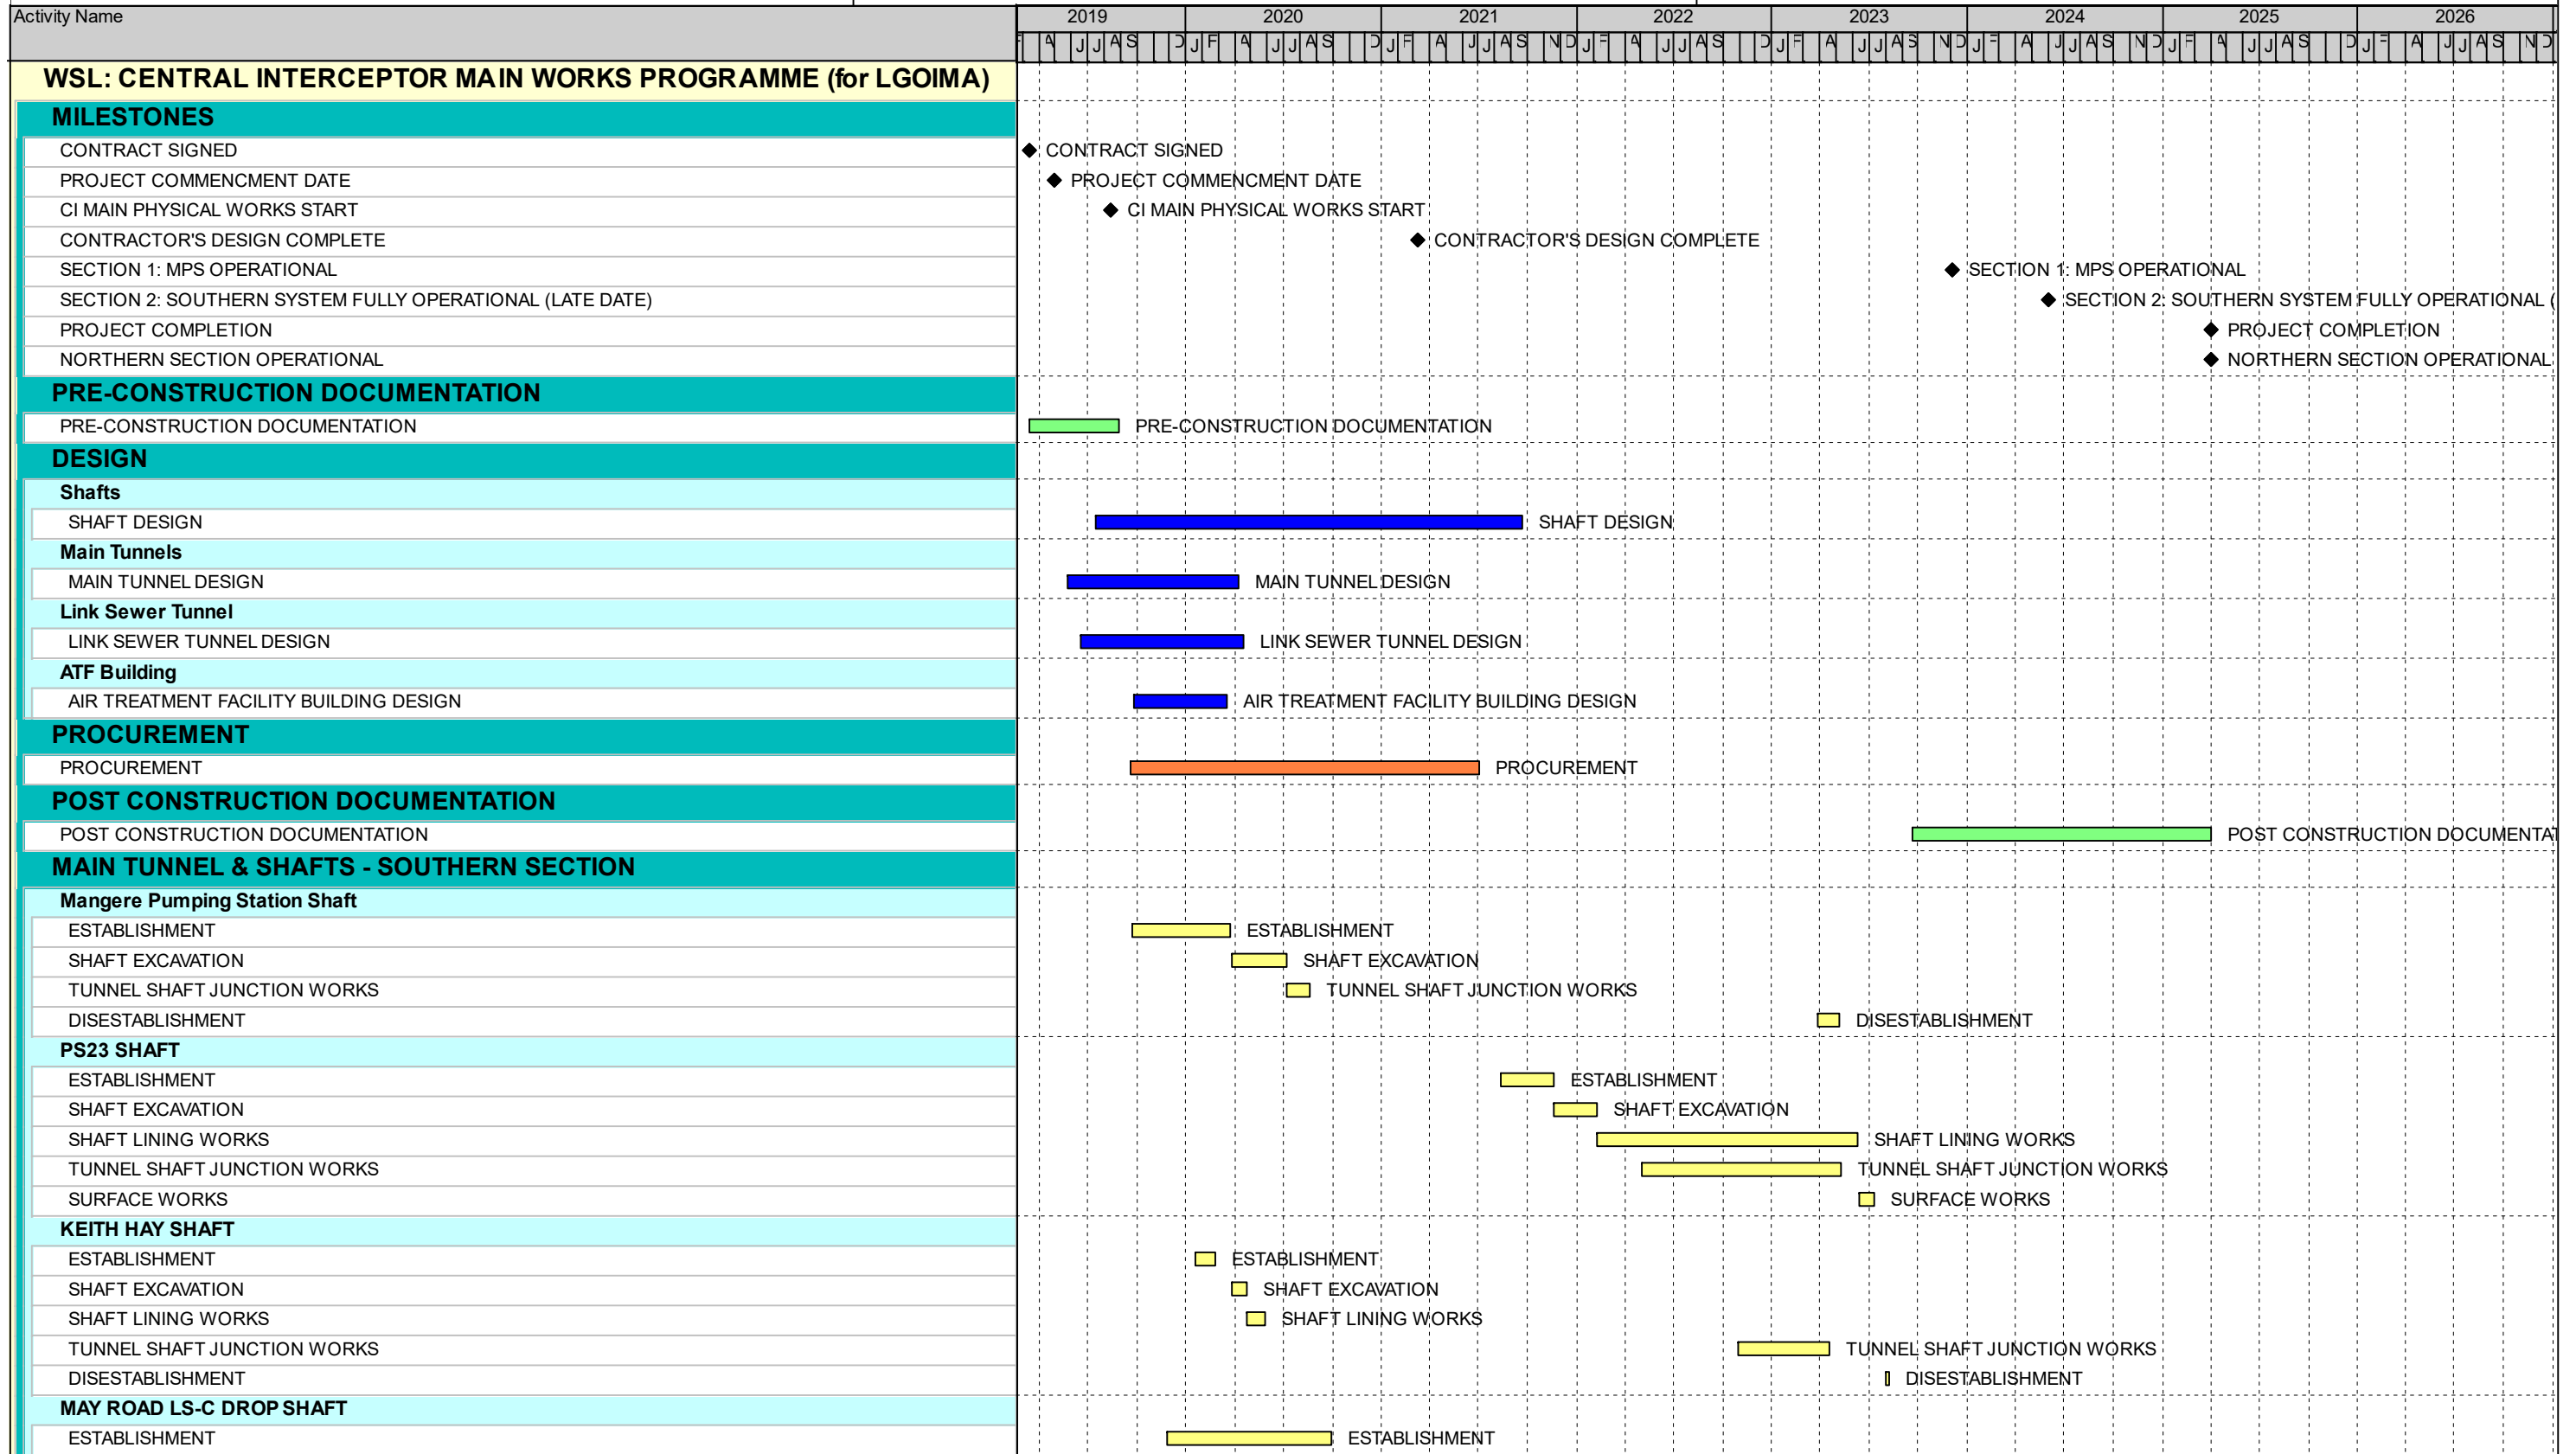 Activity Name 2019 2020 2021 2022 2023 2024 2025 2026
F A J J A S D J F A J J A S D J F A J J A S N D J F A J J A S D J F A J J A S N D J F A J J A S N D J F A J J A S D J F A J J A S N D
WSL: CENTRAL INTERCEPTOR MAIN WORKS PROGRAMME (for LGOIMA)
MILESTONES
CONTRACT SIGNED CONTRACT SIGNED
PROJECT COMMENCMENT DATE PROJECT COMMENCMENT DATE
CI MAIN PHYSICAL WORKS START CI MAIN PHYSICAL WORKS START
CONTRACTOR'S DESIGN COMPLETE CONTRACTOR'S DESIGN COMPLETE
SECTION 1: MPS OPERATIONAL SECTION 1: MPS OPERATIONAL
SECTION 2: SOUTHERN SYSTEM FULLY OPERATIONAL (LATE DATE) SECTION 2: SOUTHERN SYSTEM FULLY OPERATIONAL (
PROJECT COMPLETION PROJECT COMPLETION
NORTHERN SECTION OPERATIONAL NORTHERN SECTION OPERATIONAL
PRE-CONSTRUCTION DOCUMENTATION
PRE-CONSTRUCTION DOCUMENTATION PRE-CONSTRUCTION DOCUMENTATION
DESIGN
Shafts
SHAFT DESIGN SHAFT DESIGN
Main Tunnels
MAIN TUNNEL DESIGN MAIN TUNNEL DESIGN
Link Sewer Tunnel
LINK SEWER TUNNEL DESIGN LINK SEWER TUNNEL DESIGN
ATF Building
AIR TREATMENT FACILITY BUILDING DESIGN AIR TREATMENT FACILITY BUILDING DESIGN
PROCUREMENT
PROCUREMENT PROCUREMENT
POST CONSTRUCTION DOCUMENTATION
POST CONSTRUCTION DOCUMENTATION POST CONSTRUCTION DOCUMENTAT
MAIN TUNNEL & SHAFTS - SOUTHERN SECTION
Mangere Pumping Station Shaft
ESTABLISHMENT ESTABLISHMENT
SHAFT EXCAVATION SHAFT EXCAVATION
TUNNEL SHAFT JUNCTION WORKS TUNNEL SHAFT JUNCTION WORKS
DISESTABLISHMENT DISESTABLISHMENT
PS23 SHAFT
ESTABLISHMENT ESTABLISHMENT
SHAFT EXCAVATION SHAFT EXCAVATION
SHAFT LINING WORKS SHAFT LINING WORKS
TUNNEL SHAFT JUNCTION WORKS TUNNEL SHAFT JUNCTION WORKS
SURFACE WORKS SURFACE WORKS
KEITH HAY SHAFT
ESTABLISHMENT ESTABLISHMENT
SHAFT EXCAVATION SHAFT EXCAVATION
SHAFT LINING WORKS SHAFT LINING WORKS
TUNNEL SHAFT JUNCTION WORKS TUNNEL SHAFT JUNCTION WORKS
DISESTABLISHMENT DISESTABLISHMENT
MAY ROAD LS-C DROP SHAFT
ESTABLISHMENT ESTABLISHMENT